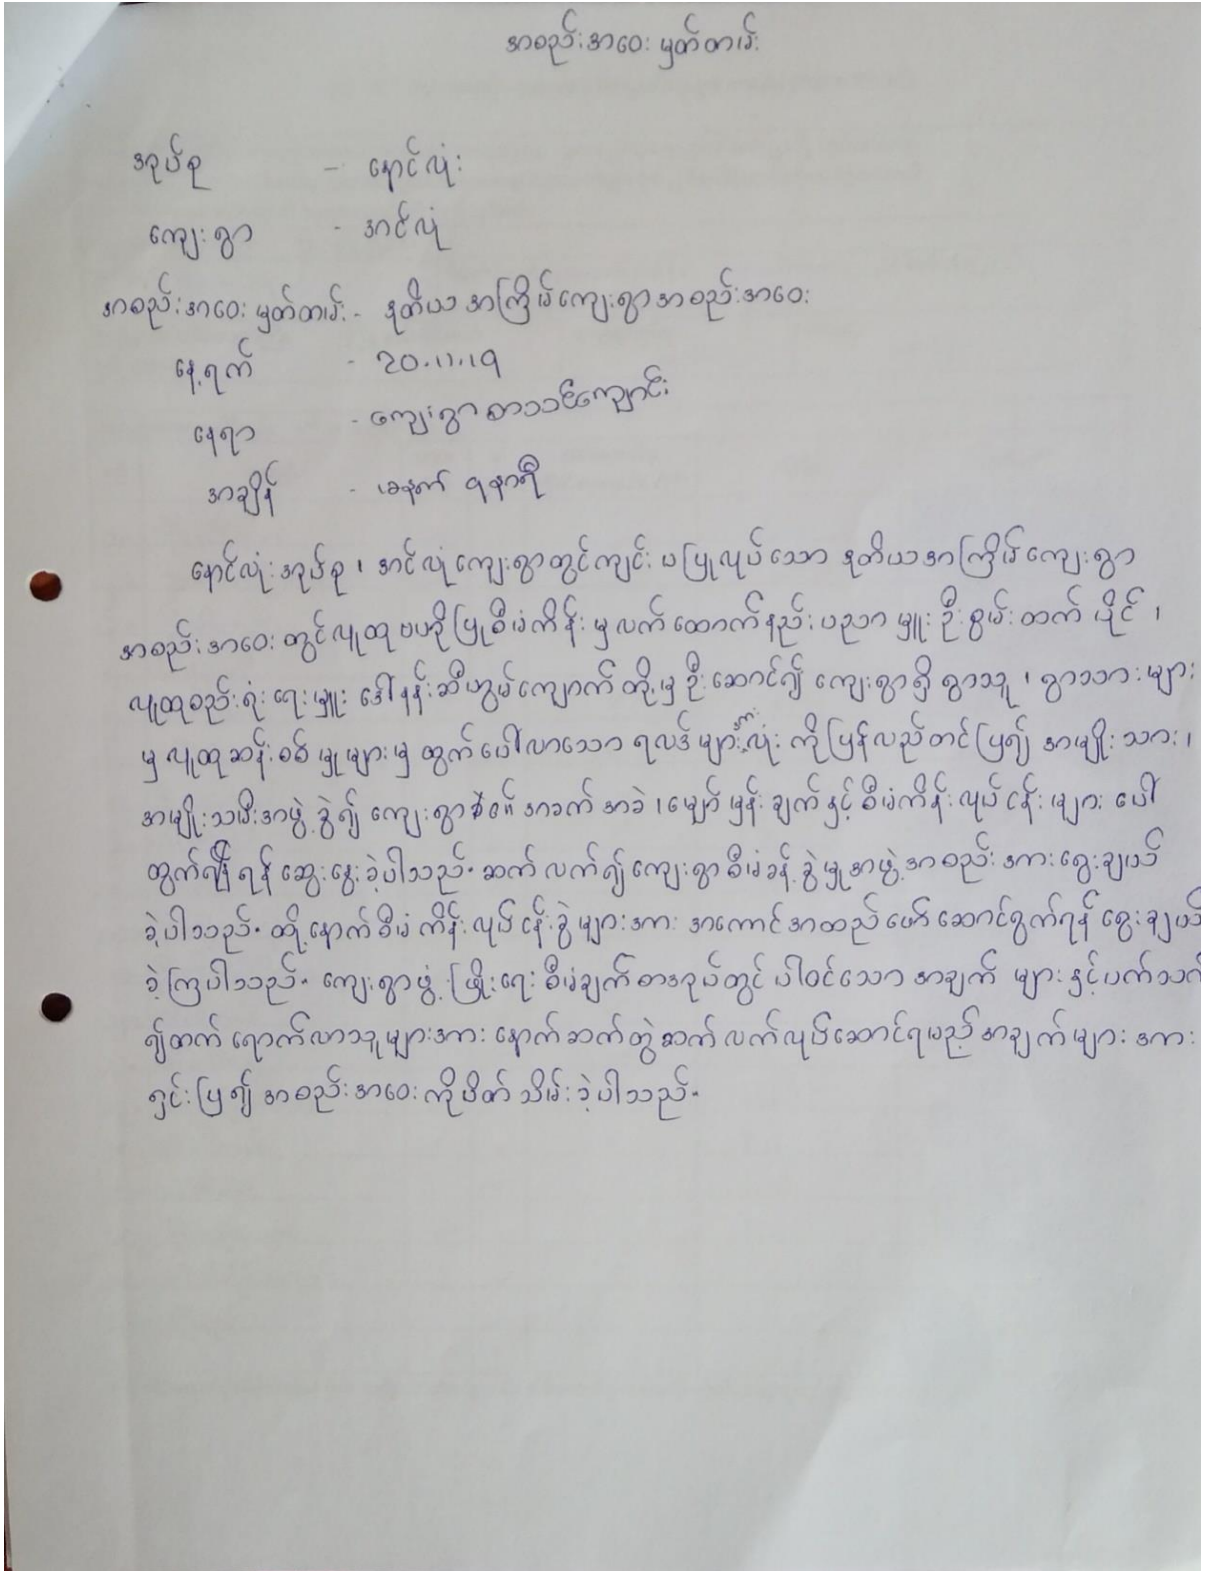 အစည်းအဝေး မှတ်တမ်း
အုပ်စု - နောင်လုံး
ကျေးရွာ - အင်လုံ
အစည်းအဝေး မှတ်တမ်း - ဒုတိယ အကြိမ်ကျေးရွာအစည်းအဝေး
နေ့ရက် - ၃၀.၁၁.၁၅
နေရာ - ကျေးရွာစာသင်ကျောင်း
အချိန် - မနက် ၅နာရီ
နောင်လုံးအုပ်စု၊ အင်လုံကျေးရွာတွင်ကျင်းပပြုလုပ်သော ဒုတိယအကြိမ်ကျေးရွာ
အစည်းအဝေးတွင်လူထုဗဟိုပြုစီမံကိန်းမှလက်ထောက်နည်းပညာမှူး ဦးစွမ်းထက်ပိုင်၊
လူထုစည်းရုံးရေးမှူး ဒေါ်နန်းဆီဟွမ်ကျောက်တို့မှဦးဆောင်၍ ကျေးရွာရှိရွာသူ၊ ရွာသားများ
မှ လူထုဆန်းစစ်မှုများမှ ထွက်ပေါ်လာသော ရလဒ်များအားလုံးကိုပြန်လည်တင်ပြ၍ အမျိုးသား၊
အမျိုးသမီးအဖွဲ့ခွဲ၍ ကျေးရွာ၏ အခက်အခဲ၊ မျှော်မှန်းချက်နှင့်စီမံကိန်းလုပ်ငန်းများ ပေါ်
ထွက်ရန် ဆွေးနွေးခဲ့ပါသည်။ ဆက်လက်၍ကျေးရွာစီမံခန့်ခွဲမှုအဖွဲ့အစည်းအားရွေးချယ်
ခဲ့ပါသည်။ ထို့နောက်စီမံကိန်းလုပ်ငန်းခွဲများအား အကောင်အထည်ဖော်ဆောင်ရွက်ရန်ရွေးချယ်
ခဲ့ကြပါသည်။ ကျေးရွာဖွံ့ဖြိုးရေးစီမံချက်စာအုပ်တွင်ပါဝင်သော အချက်များနှင့်ပက်သက်
၍တက်ရောက်လာသူများအား နောက်ဆက်တွဲဆက်လက်လုပ်ဆောင်ရမည့်အချက်များအား
ရှင်းပြ၍ အစည်းအဝေးကိုပိတ်သိမ်းခဲ့ပါသည်။